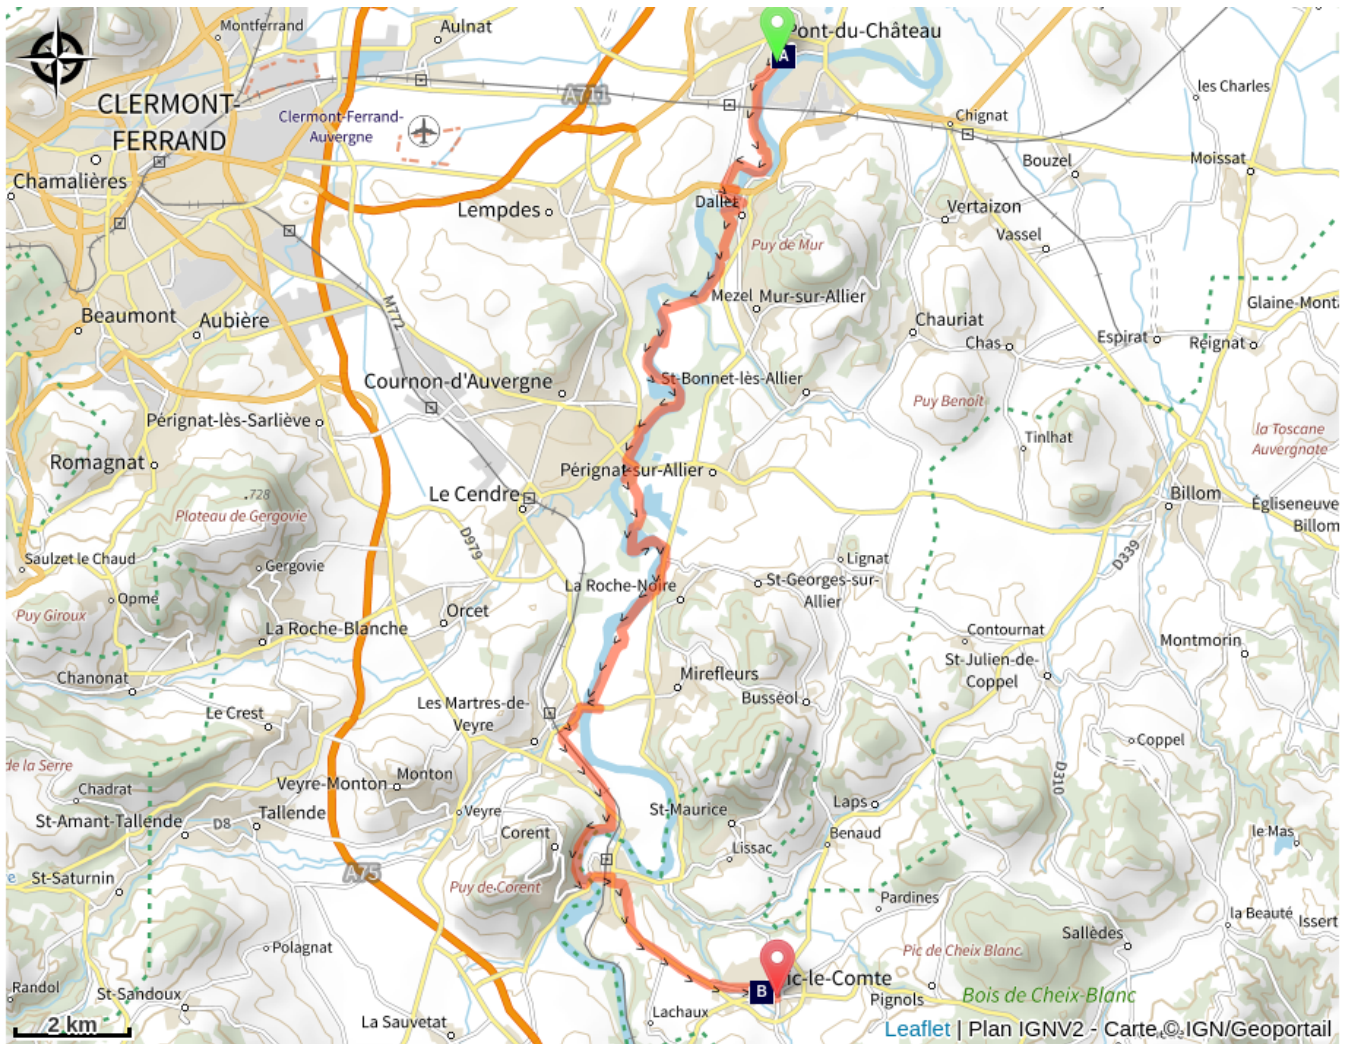 Montferrand
Aulnat
Pont-du-Château
A
A711
les Charles
CLERMONT-
FERRAND
Clermont-Ferrand-
Auvergne
Chignat
Bouzel
Moissat
Chamalières
Lempdes
Dallet
Vertaizon
Vassel
Puy de Mur
M772
Mezel
Mur-sur-Allier
Glaine-Mont
Beaumont
Aubière
Chauriat
Chas
Espirat
Reignat
Cournon-d'Auvergne
St-Bonnet-lès-Allier
Puy Benoît
Pérignat-lès-Sarliève
Tinlhat
la Toscane
Auvergnate
Romagnat
Pérignat-sur-Allier
Le Cendre
.728
Plateau de Gergovie
Billom
Égliseneuve
Billom
D979
D339
Saulzet le Chaud
Gergovie
Lignat
La Roche-Noire
St-Georges-sur-
Allier
Opme
Puy Giroux
Orcet
La Roche-Blanche
Contournat
Montmorin
St-Julien-de-
Coppel
Chanonat
Mirefleurs
Busséol
Le Crest
Les Martres-de-
Veyre
Coppel
de la Serre
Monton
Veyre-Monton
D310
Chadrat
St-Amant-Tallende
D8
Tallende
Veyre
St-Maurice
Laps
Corent
Benaud
le Mas
Lissac
A75
St-Saturnin
Puy de Corent
Pardines
la Beauté
Issert
Polagnat
Sallèdes
Pic de Cheix Blanc
Randol
St-Sandoux
B
ic-le-Comte
Pignols
Bois de Cheix-Blanc
Lachaux
La Sauvetat
2 km
Leaflet | Plan IGNV2 - Carte © IGN/Geoportail